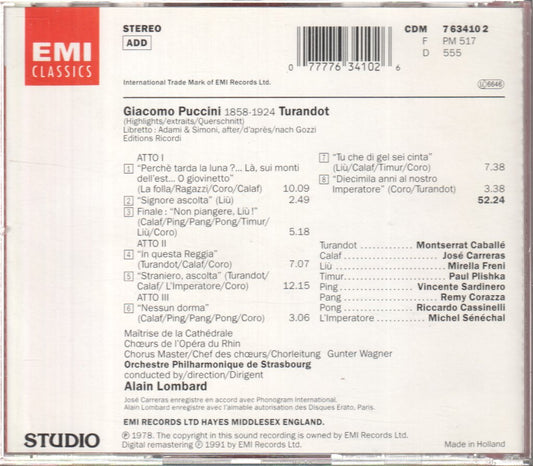 EMI
CLASSICS
STEREO
ADD
CDM 7 63410 2
F PM 517
D 555
0 77776 34102 6
International Trade Mark of EMI Records Ltd.
LC 6646
Giacomo Puccini 1858-1924 Turandot
(Highlights/extraits/Querschnitt)
Libretto : Adami & Simoni, after/d'après/nach Gozzi
Editions Ricordi
ATTO I
1 "Perchè tarda la luna ?... Là, sui monti
dell'est... O giovinetto"
(La folla/Ragazzi/Coro/Calaf) 10.09
2 "Signore ascolta" (Liù) 2.49
3 Finale : "Non piangere, Liù !"
(Calaf/Ping/Pang/Pong/Timur/
Liù/Coro) 5.18
ATTO II
4 "In questa Reggia"
(Turandot/Calaf/Coro) 7.07
5 "Straniero, ascolta" (Turandot/
Calaf/ L'Imperatore/Coro) 12.15
ATTO III
6 "Nessun dorma"
(Calaf/Ping/Pang/Pong/Coro) 3.06
7 "Tu che di gel sei cinta"
(Liù/Calaf/Timur/Coro) 7.38
8 "Diecimila anni al nostro
Imperatore" (Coro/Turandot) 3.38
52.24
Turandot ............ Montserrat Caballé
Calaf ............ José Carreras
Liù ............ Mirella Freni
Timur ............ Paul Plishka
Ping ............ Vincente Sardinero
Pang ............ Remy Corazza
Pong ............ Riccardo Cassinelli
L'Imperatore ............ Michel Sénéchal
Maîtrise de la Cathédrale
Chœurs de l'Opéra du Rhin
Chorus Master/Chef des chœurs/Chorleitung Gunter Wagner
Orchestre Philharmonique de Strasbourg
conducted by/direction/Dirigent
Alain Lombard
José Carreras enregistre en accord avec Phonogram International.
Alain Lombard enregistre avec l'aimable autorisation des Disques Erato, Paris.
EMI RECORDS LTD HAYES MIDDLESEX ENGLAND.
℗ 1978. The copyright in this sound recording is owned by EMI Records Ltd.
Digital remastering ℗ 1991 by EMI Records Ltd.
STUDIO
Made in Holland